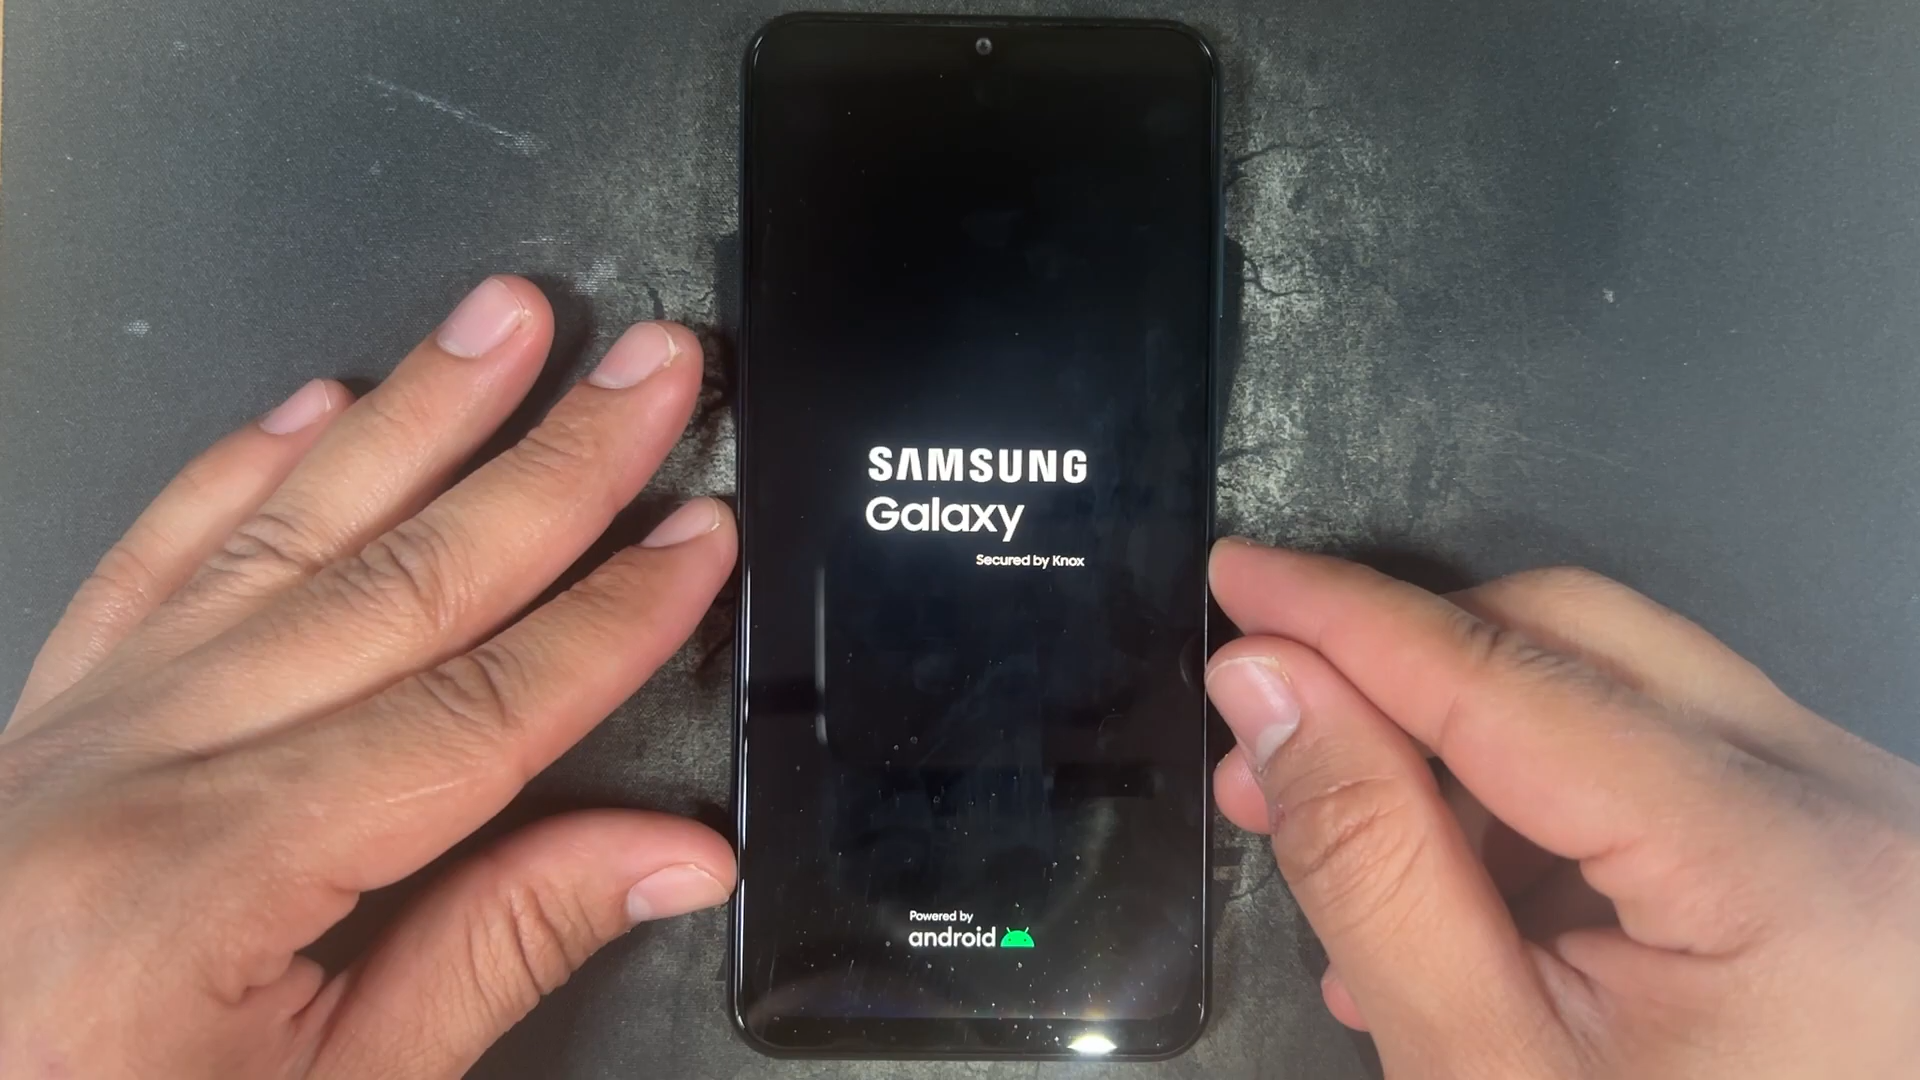 SAMSUNG
Galaxy
Secured by Knox
Powered by
android